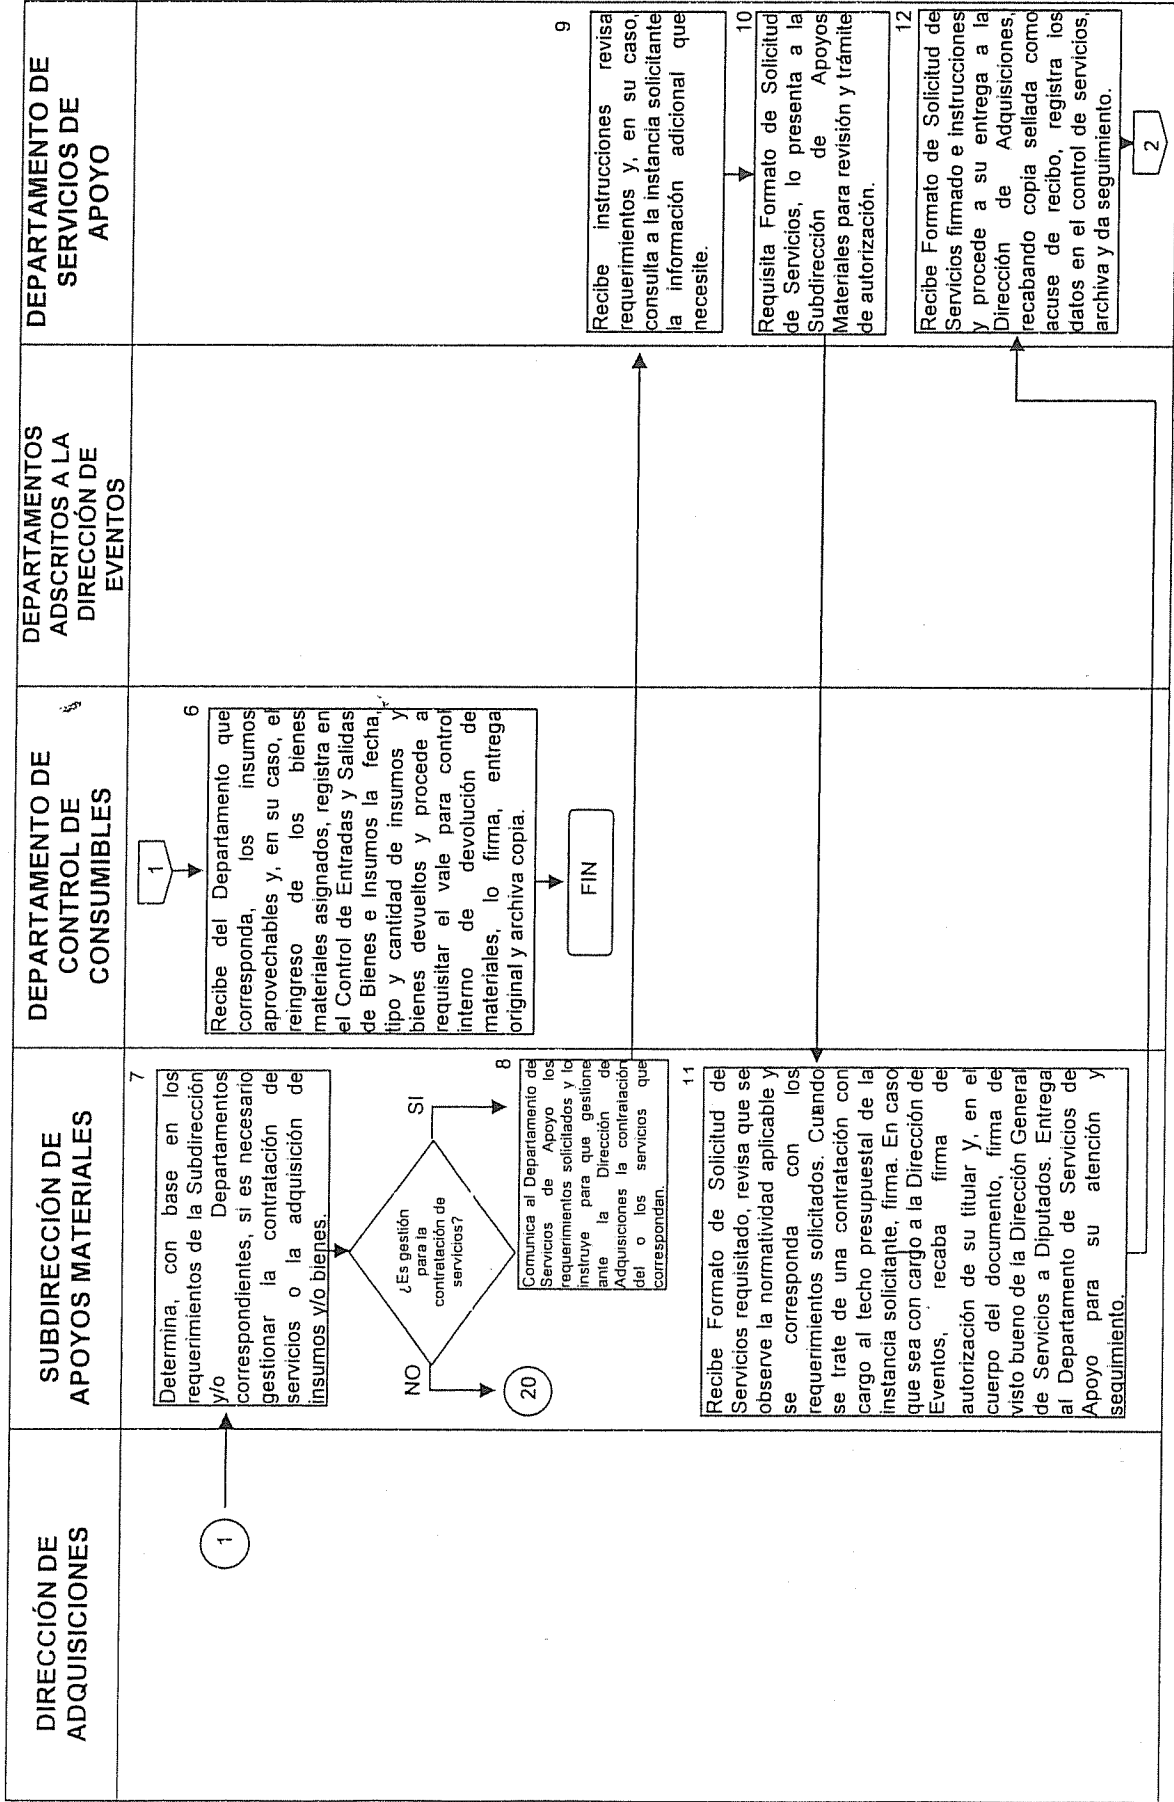 DIRECCIÓN DE
ADQUISICIONES
SUBDIRECCIÓN DE
APOYOS MATERIALES
DEPARTAMENTO DE
CONTROL DE
CONSUMIBLES
DEPARTAMENTOS
ADSCRITOS A LA
DIRECCIÓN DE
EVENTOS
DEPARTAMENTO DE
SERVICIOS DE
APOYO
1
7
Determina, con base en los
requerimientos de la Subdirección
y/o Departamentos
correspondientes, si es necesario
gestionar la contratación de
servicios o la adquisición de
insumos y/o bienes.
¿Es gestión
para la
contratación de
servicios?
NO
SI
20
8
Comunica al Departamento de
Servicios de Apoyo los
requerimientos solicitados y lo
instruye para que gestione
ante la Dirección de
Adquisiciones la contratación
del o los servicios que
correspondan.
11
Recibe Formato de Solicitud de
Servicios requisitado, revisa que se
observe la normatividad aplicable y
se corresponda con los
requerimientos solicitados. Cuando
se trate de una contratación con
cargo al techo presupuestal de la
instancia solicitante, firma. En caso
que sea con cargo a la Dirección de
Eventos, recaba firma de
autorización de su titular y, en el
cuerpo del documento, firma de
visto bueno de la Dirección General
de Servicios a Diputados. Entrega
al Departamento de Servicios de
Apoyo para su atención y
seguimiento.
1
6
Recibe del Departamento que
corresponda, los insumos
aprovechables y, en su caso, el
reingreso de los bienes
materiales asignados, registra en
el Control de Entradas y Salidas
de Bienes e Insumos la fecha,
tipo y cantidad de insumos y
bienes devueltos y procede a
requisitar el vale para control
interno de devolución de
materiales, lo firma, entrega
original y archiva copia.
FIN
9
Recibe instrucciones revisa
requerimientos y, en su caso,
consulta a la instancia solicitante
la información adicional que
necesite.
10
Requisita Formato de Solicitud
de Servicios, lo presenta a la
Subdirección de Apoyos
Materiales para revisión y trámite
de autorización.
12
Recibe Formato de Solicitud de
Servicios firmado e instrucciones
y procede a su entrega a la
Dirección de Adquisiciones,
recabando copia sellada como
acuse de recibo, registra los
datos en el control de servicios,
archiva y da seguimiento.
2